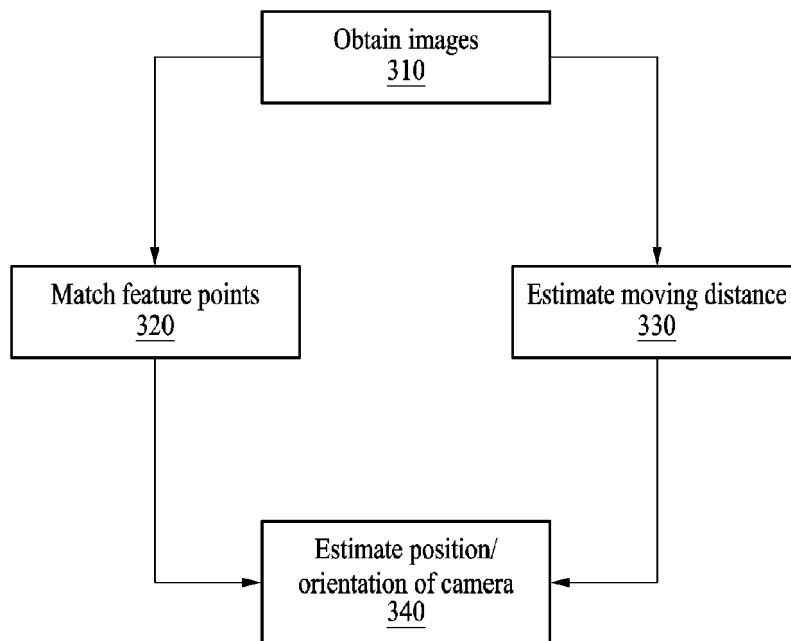 Obtain images
310
Match feature points
320
Estimate moving distance
330
Estimate position/
orientation of camera
340